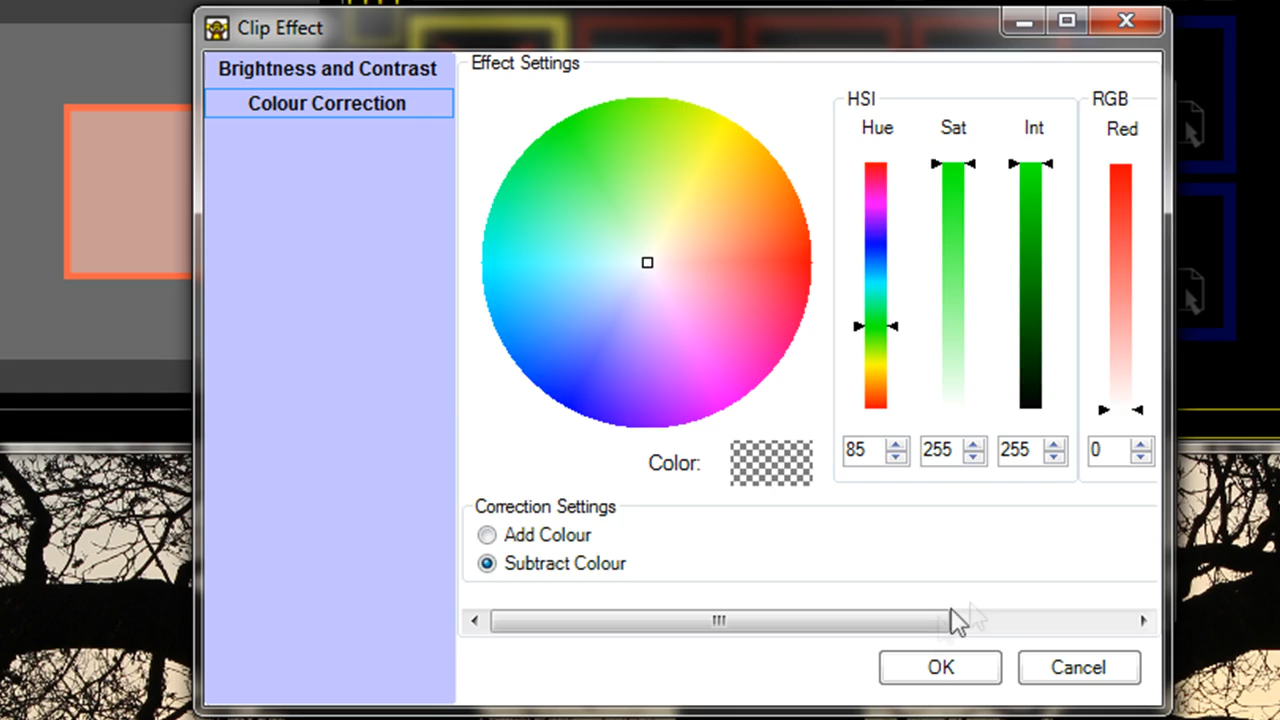 Clip Effect
Brightness and Contrast
Colour Correction
Effect Settings
HSI
RGB
Hue
Sat
Int
Red
85
255
255
0
Color:
Correction Settings
Add Colour
Subtract Colour
OK
Cancel